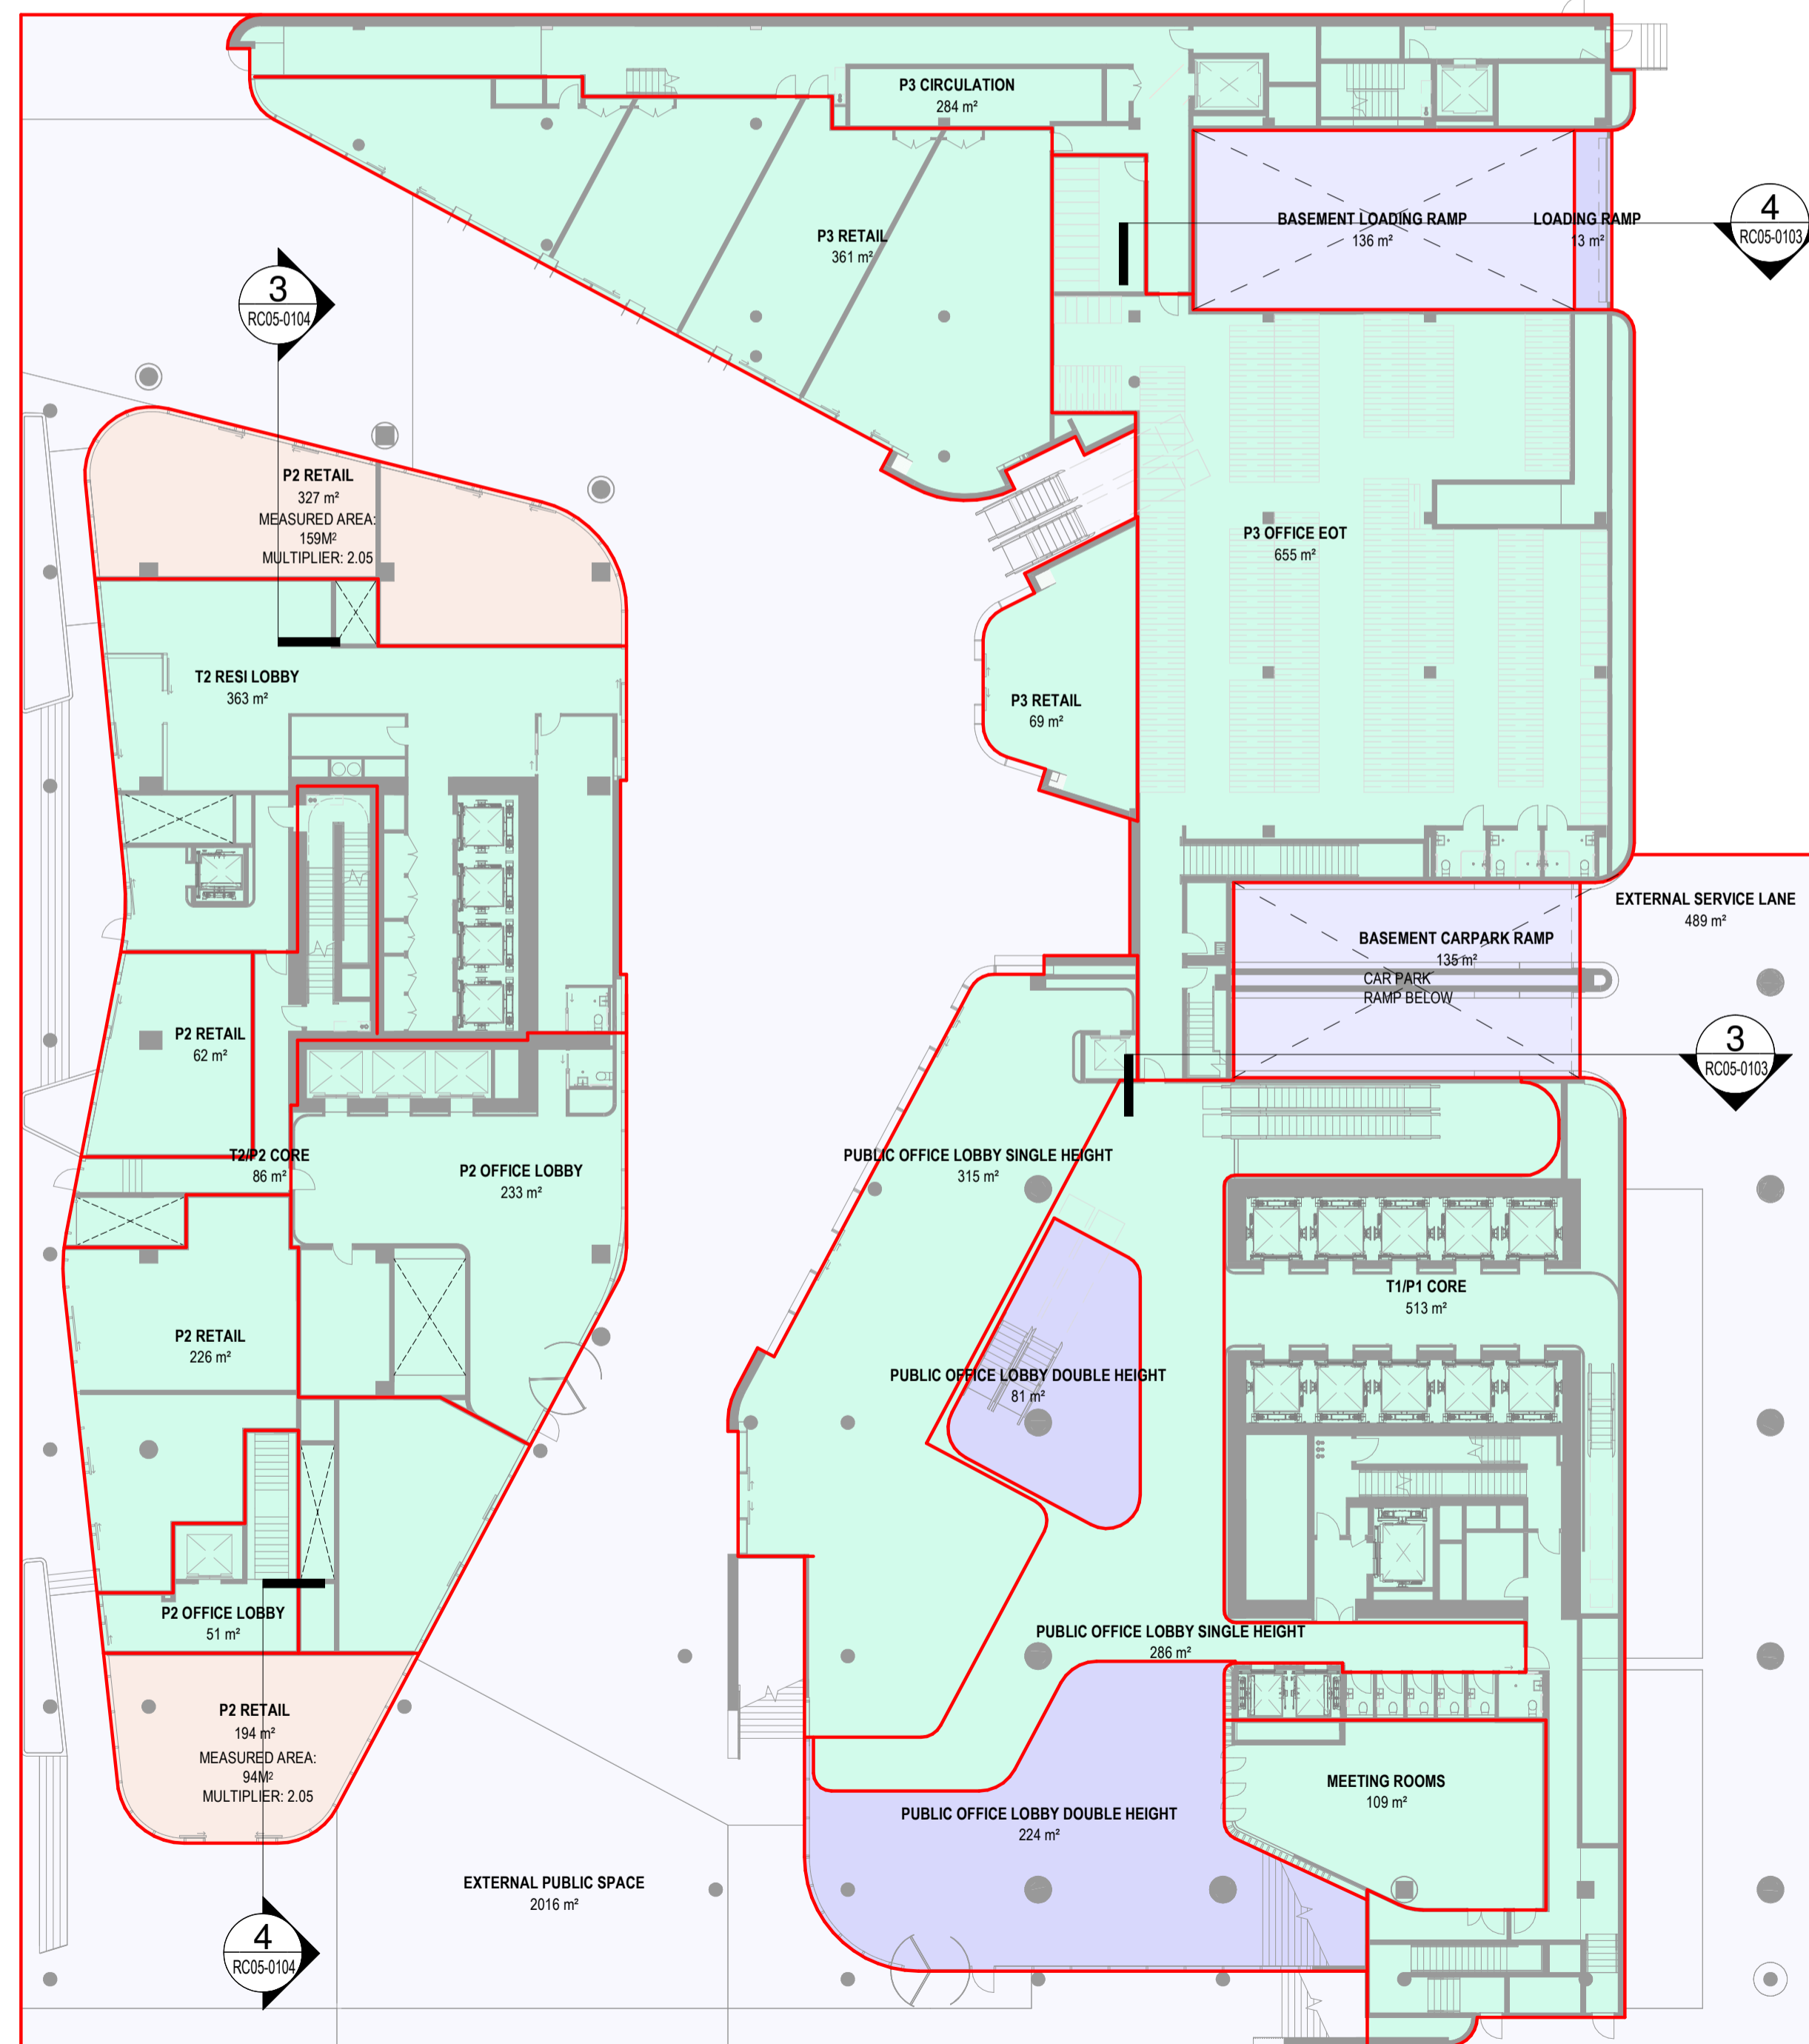 P3 CIRCULATION
284 m²
BASEMENT LOADING RAMP
136 m²
LOADING RAMP
13 m²
4
RC05-0103
P3 RETAIL
361 m²
3
RC05-0104
P2 RETAIL
327 m²
MEASURED AREA:
159M²
MULTIPLIER: 2.05
P3 OFFICE EOT
655 m²
T2 RESI LOBBY
363 m²
P3 RETAIL
69 m²
EXTERNAL SERVICE LANE
489 m²
BASEMENT CARPARK RAMP
135 m²
CAR PARK
RAMP BELOW
P2 RETAIL
62 m²
3
RC05-0103
T2/P2 CORE
86 m²
P2 OFFICE LOBBY
233 m²
PUBLIC OFFICE LOBBY SINGLE HEIGHT
315 m²
T1/P1 CORE
513 m²
P2 RETAIL
226 m²
PUBLIC OFFICE LOBBY DOUBLE HEIGHT
81 m²
P2 OFFICE LOBBY
51 m²
PUBLIC OFFICE LOBBY SINGLE HEIGHT
286 m²
P2 RETAIL
194 m²
MEASURED AREA:
94M²
MULTIPLIER: 2.05
MEETING ROOMS
109 m²
PUBLIC OFFICE LOBBY DOUBLE HEIGHT
224 m²
EXTERNAL PUBLIC SPACE
2016 m²
4
RC05-0104